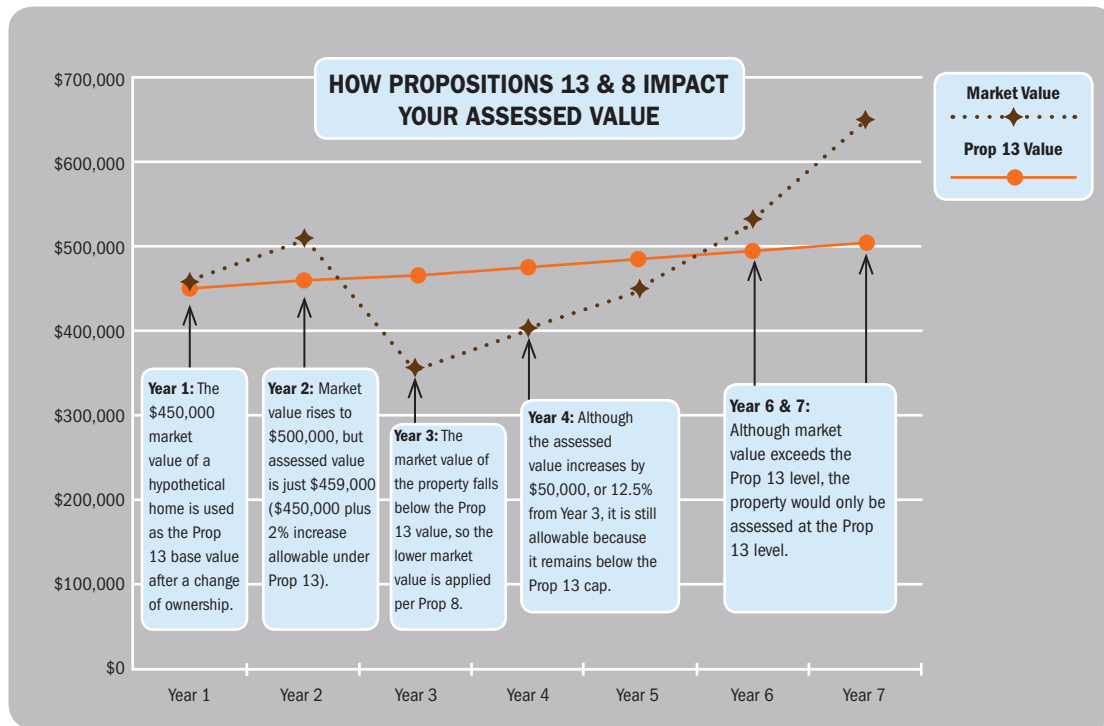 HOW PROPOSITIONS 13 & 8 IMPACT
YOUR ASSESSED VALUE
Market Value
Prop 13 Value
$700,000
$600,000
$500,000
$400,000
$300,000
$200,000
$100,000
$0
Year 1: The
$450,000
market
value of a
hypothetical
home is used
as the Prop
13 base value
after a change
of ownership.
Year 2: Market
value rises to
$500,000, but
assessed value
is just $459,000
($450,000 plus
2% increase
allowable under
Prop 13).
Year 3: The
market value of
the property falls
below the Prop
13 value, so the
lower market
value is applied
per Prop 8.
Year 4: Although
the assessed
value increases by
$50,000, or 12.5%
from Year 3, it is still
allowable because
it remains below the
Prop 13 cap.
Year 6 & 7:
Although market
value exceeds the
Prop 13 level, the
property would only be
assessed at the Prop
13 level.
Year 1
Year 2
Year 3
Year 4
Year 5
Year 6
Year 7